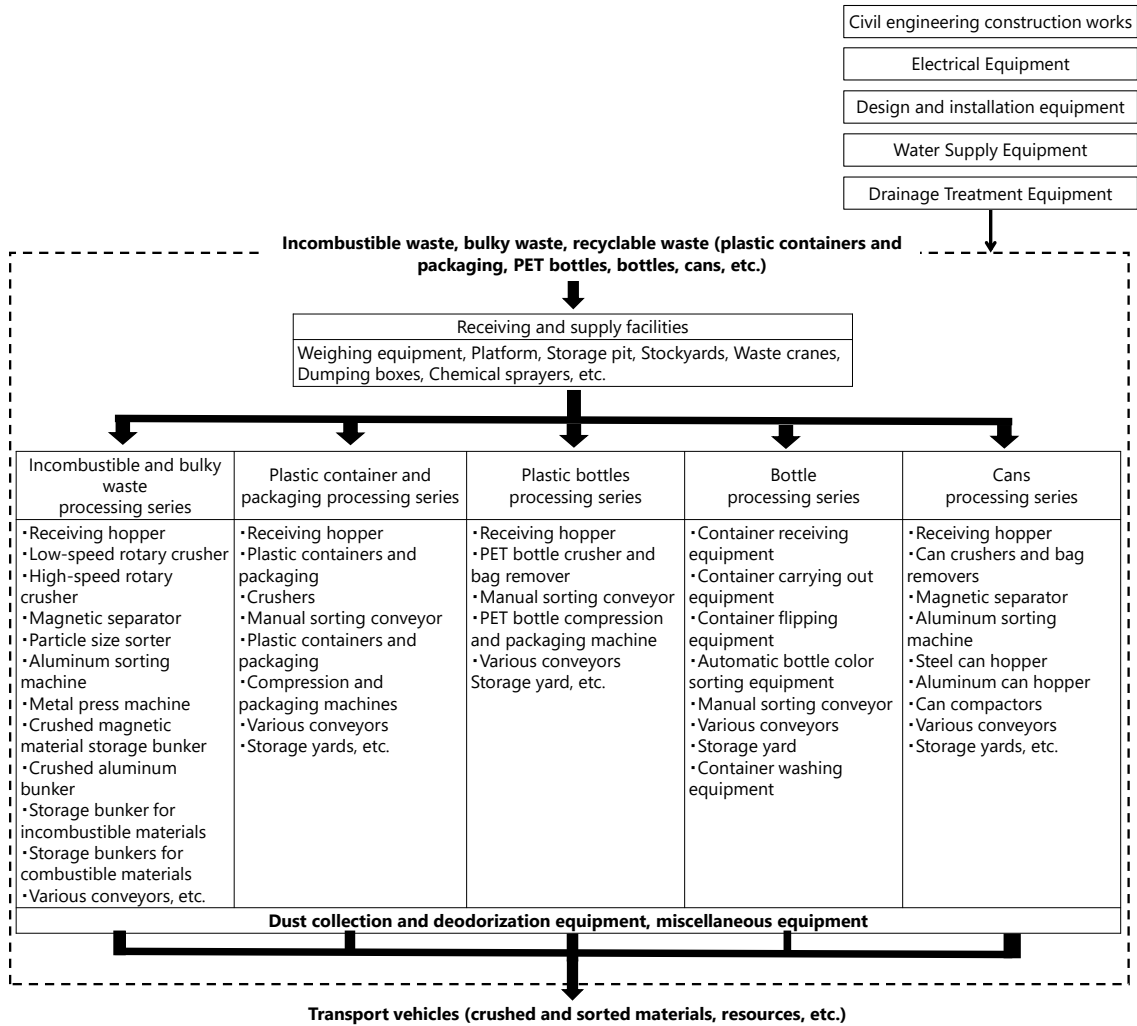 Civil engineering construction works
Electrical Equipment
Design and installation equipment
Water Supply Equipment
Drainage Treatment Equipment
Incombustible waste, bulky waste, recyclable waste (plastic containers and
packaging, PET bottles, bottles, cans, etc.)
Receiving and supply facilities
Weighing equipment, Platform, Storage pit, Stockyards, Waste cranes,
Dumping boxes, Chemical sprayers, etc.
Incombustible and bulky
waste
processing series
・Receiving hopper
・Low-speed rotary crusher
・High-speed rotary
crusher
・Magnetic separator
・Particle size sorter
・Aluminum sorting
machine
・Metal press machine
・Crushed magnetic
material storage bunker
・Crushed aluminum
bunker
・Storage bunker for
incombustible materials
・Storage bunkers for
combustible materials
・Various conveyors, etc.
Plastic container and
packaging processing series
・Receiving hopper
・Plastic containers and
packaging
・Crushers
・Manual sorting conveyor
・Plastic containers and
packaging
・Compression and
packaging machines
・Various conveyors
・Storage yards, etc.
Plastic bottles
processing series
・Receiving hopper
・PET bottle crusher and
bag remover
・Manual sorting conveyor
・PET bottle compression
and packaging machine
・Various conveyors
Storage yard, etc.
Bottle
processing series
・Container receiving
equipment
・Container carrying out
equipment
・Container flipping
equipment
・Automatic bottle color
sorting equipment
・Manual sorting conveyor
・Various conveyors
・Storage yard
・Container washing
equipment
Cans
processing series
・Receiving hopper
・Can crushers and bag
removers
・Magnetic separator
・Aluminum sorting
machine
・Steel can hopper
・Aluminum can hopper
・Can compactors
・Various conveyors
・Storage yards, etc.
Dust collection and deodorization equipment, miscellaneous equipment
Transport vehicles (crushed and sorted materials, resources, etc.)